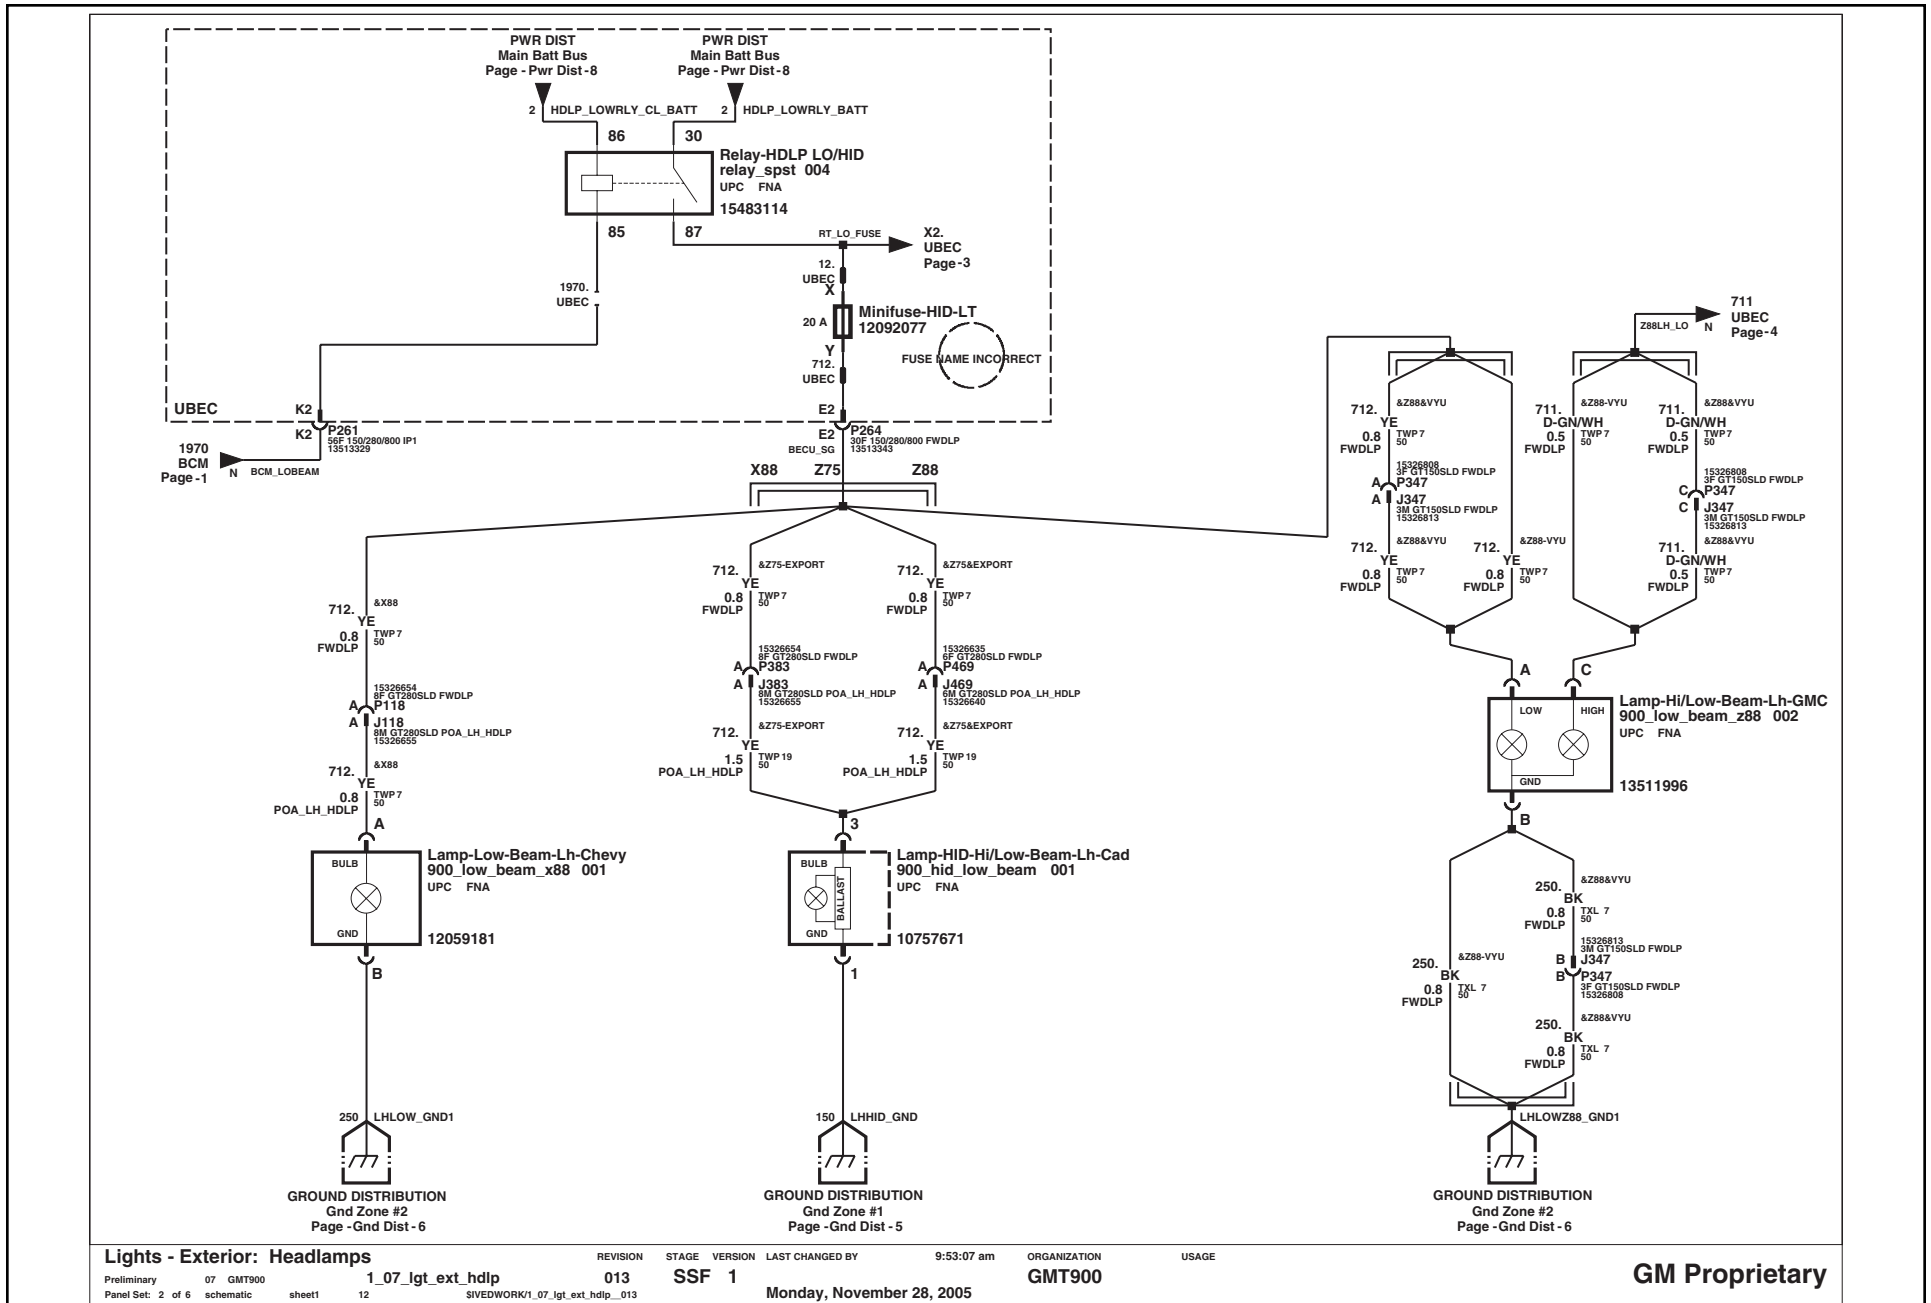 PWR DIST
Main Batt Bus
Page - Pwr Dist-8
PWR DIST
Main Batt Bus
Page - Pwr Dist-8
2 HDLP_LOWRLY_CL_BATT
2 HDLP_LOWRLY_BATT
86
30
Relay-HDLP LO/HID
relay_spst 004
UPC FNA
15483114
85
87
RT_LO_FUSE
X2.
UBEC
Page-3
12.
UBEC
X
1970.
UBEC
20 A
Minifuse-HID-LT
12092077
Y
FUSE NAME INCORRECT
712.
UBEC
UBEC
K2
E2
K2
P261
56F 150/280/800 IP1
13513329
E2
P264
30F 150/280/800 FWDLP
13513343
BECU_SG
1970
BCM
Page-1
N
BCM_LOBEAM
X88
Z75
Z88
711
UBEC
Page-4
Z88LH_LO
N
712.
&Z88&VYU
YE
0.8
TWP 7
50
FWDLP
711.
&Z88-VYU
D-GN/WH
0.5
TWP 7
50
FWDLP
711.
&Z88&VYU
D-GN/WH
0.5
TWP 7
50
FWDLP
15326808
3F GT150SLD FWDLP
A
P347
A
J347
3M GT150SLD FWDLP
15326813
15326808
3F GT150SLD FWDLP
C
P347
C
J347
3M GT150SLD FWDLP
15326813
712.
&Z88&VYU
YE
0.8
TWP 7
50
FWDLP
712.
&Z88-VYU
YE
0.8
TWP 7
50
FWDLP
711.
&Z88&VYU
D-GN/WH
0.5
TWP 7
50
FWDLP
712.
&X88
YE
0.8
TWP 7
50
FWDLP
712.
&Z75-EXPORT
YE
0.8
TWP 7
50
FWDLP
712.
&Z75&EXPORT
YE
0.8
TWP 7
50
FWDLP
15326654
8F GT280SLD FWDLP
A
P118
A
J118
8M GT280SLD POA_LH_HDLP
15326655
15326654
8F GT280SLD FWDLP
A
P383
A
J383
8M GT280SLD POA_LH_HDLP
15326655
15326635
6F GT280SLD FWDLP
A
P469
A
J469
6M GT280SLD POA_LH_HDLP
15326640
712.
&X88
YE
0.8
TWP 7
50
POA_LH_HDLP
712.
&Z75-EXPORT
YE
1.5
TWP 19
50
POA_LH_HDLP
712.
&Z75&EXPORT
YE
1.5
TWP 19
50
POA_LH_HDLP
A
C
LOW
HIGH
GND
Lamp-Hi/Low-Beam-Lh-GMC
900_low_beam_z88 002
UPC FNA
13511996
B
A
BULB
GND
Lamp-Low-Beam-Lh-Chevy
900_low_beam_x88 001
UPC FNA
12059181
B
3
BULB
BALLAST
GND
Lamp-HID-Hi/Low-Beam-Lh-Cad
900_hid_low_beam 001
UPC FNA
10757671
1
250.
&Z88-VYU
BK
0.8
TXL 7
50
FWDLP
250.
&Z88&VYU
BK
0.8
TXL 7
50
FWDLP
15326813
3M GT150SLD FWDLP
B
J347
B
P347
3F GT150SLD FWDLP
15326808
250.
&Z88&VYU
BK
0.8
TXL 7
50
FWDLP
250 LHLOW_GND1
150 LHHID_GND
LHLOWZ88_GND1
GROUND DISTRIBUTION
Gnd Zone #2
Page -Gnd Dist-6
GROUND DISTRIBUTION
Gnd Zone #1
Page -Gnd Dist-5
GROUND DISTRIBUTION
Gnd Zone #2
Page -Gnd Dist-6
Lights - Exterior: Headlamps
Preliminary 07 GMT900 1_07_lgt_ext_hdlp
Panel Set: 2 of 6 schematic sheet1 12 $IVEDWORK/1_07_lgt_ext_hdlp__013
REVISION
013
STAGE
SSF
VERSION
1
LAST CHANGED BY 9:53:07 am
Monday, November 28, 2005
ORGANIZATION
GMT900
USAGE
GM Proprietary